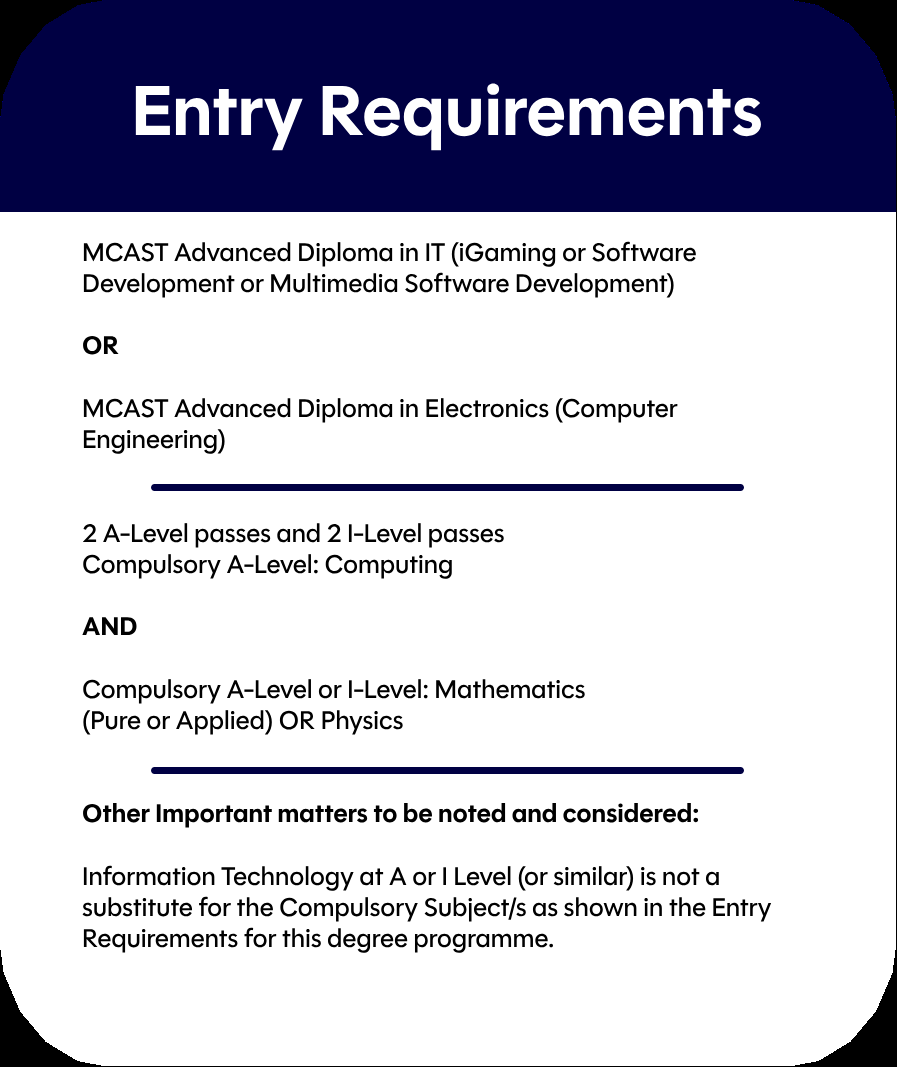 Entry Requirements
MCAST Advanced Diploma in IT (iGaming or Software
Development or Multimedia Software Development)
OR
MCAST Advanced Diploma in Electronics (Computer
Engineering)
2 A-Level passes and 2 I-Level passes
Compulsory A-Level: Computing
AND
Compulsory A-Level or I-Level: Mathematics
(Pure or Applied) OR Physics
Other Important matters to be noted and considered:
Information Technology at A or I Level (or similar) is not a
substitute for the Compulsory Subject/s as shown in the Entry
Requirements for this degree programme.